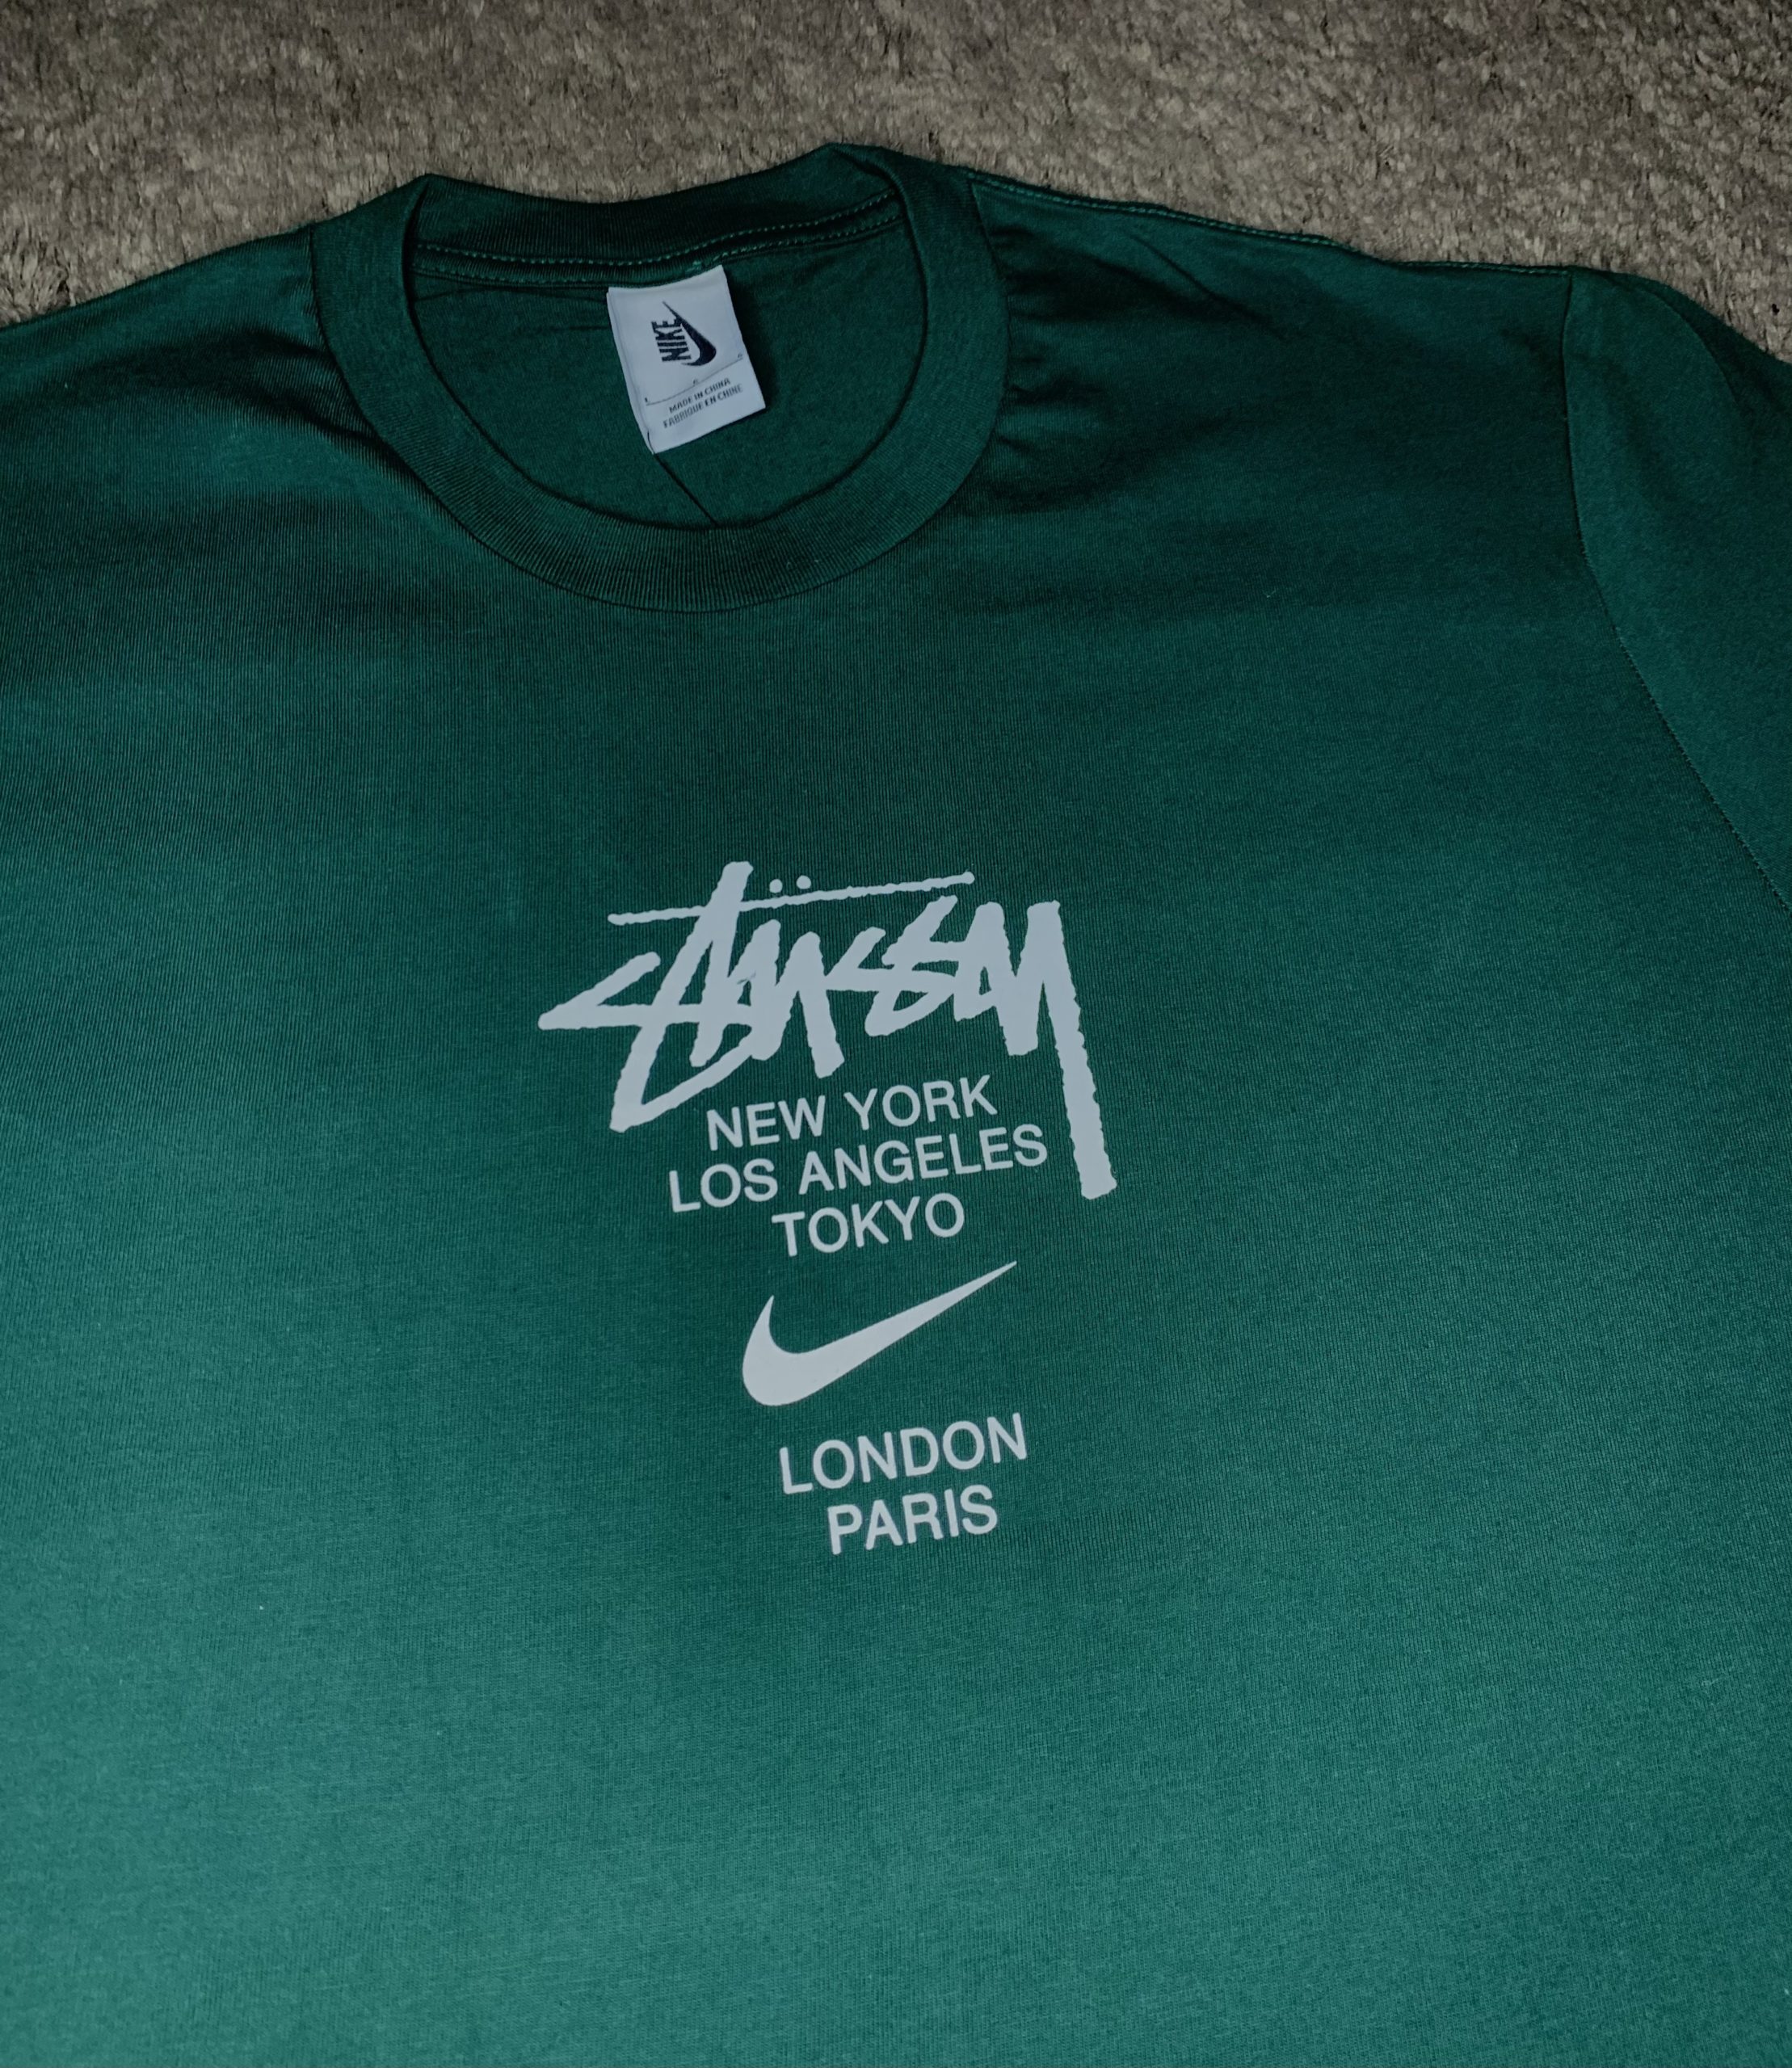 NIKE
MADE IN CHINA
FABRIQUE EN CHINE
Stüssy
NEW YORK
LOS ANGELES
TOKYO
LONDON
PARIS